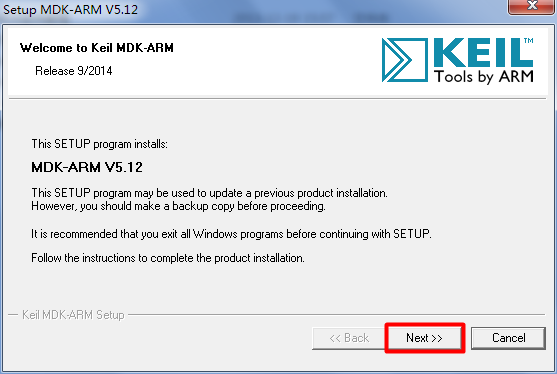 Setup MDK-ARM V5.12
Welcome to Keil MDK-ARM
Release 9/2014
KEIL™
Tools by ARM
This SETUP program installs:
MDK-ARM V5.12
This SETUP program may be used to update a previous product installation.
However, you should make a backup copy before proceeding.
It is recommended that you exit all Windows programs before continuing with SETUP.
Follow the instructions to complete the product installation.
Keil MDK-ARM Setup
<< Back
Next >>
Cancel